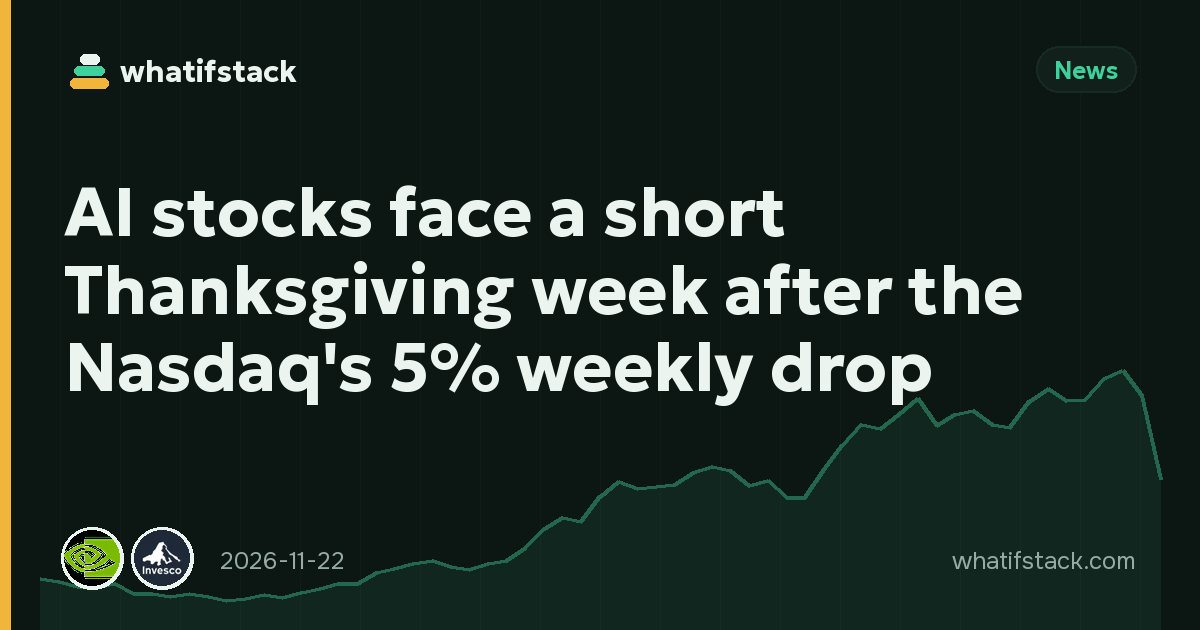 whatifstack
News
AI stocks face a short
Thanksgiving week after the
Nasdaq's 5% weekly drop
Invesco
2026-11-22
whatifstack.com